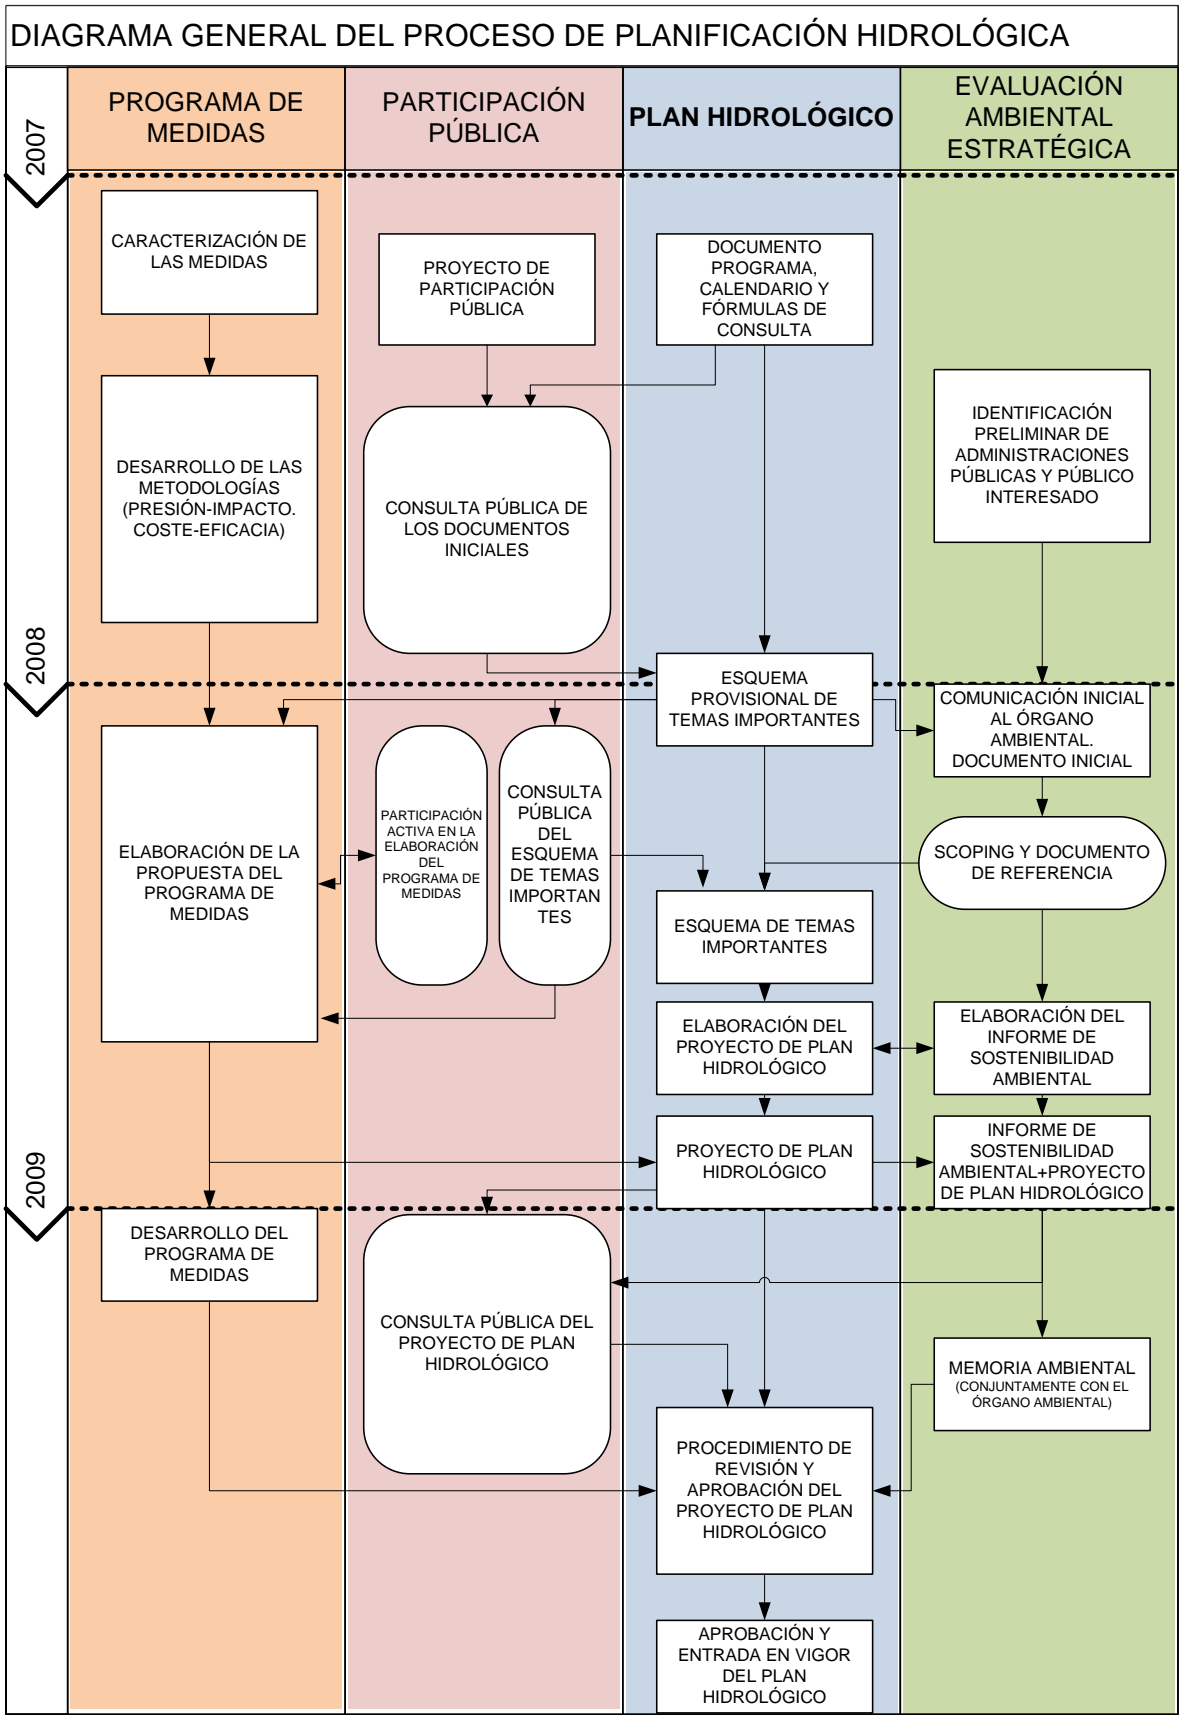 DIAGRAMA GENERAL DEL PROCESO DE PLANIFICACIÓN HIDROLÓGICA
2007
PROGRAMA DE
MEDIDAS
PARTICIPACIÓN
PÚBLICA
PLAN HIDROLÓGICO
EVALUACIÓN
AMBIENTAL
ESTRATÉGICA
CARACTERIZACIÓN DE
LAS MEDIDAS
PROYECTO DE
PARTICIPACIÓN
PÚBLICA
DOCUMENTO
PROGRAMA,
CALENDARIO Y
FÓRMULAS DE
CONSULTA
DESARROLLO DE LAS
METODOLOGÍAS
(PRESIÓN-IMPACTO.
COSTE-EFICACIA)
CONSULTA PÚBLICA DE
LOS DOCUMENTOS
INICIALES
IDENTIFICACIÓN
PRELIMINAR DE
ADMINISTRACIONES
PÚBLICAS Y PÚBLICO
INTERESADO
2008
ESQUEMA
PROVISIONAL DE
TEMAS IMPORTANTES
COMUNICACIÓN INICIAL
AL ÓRGANO
AMBIENTAL.
DOCUMENTO INICIAL
ELABORACIÓN DE LA
PROPUESTA DEL
PROGRAMA DE
MEDIDAS
PARTICIPACIÓN
ACTIVA EN LA
ELABORACIÓN
DEL
PROGRAMA DE
MEDIDAS
CONSULTA
PÚBLICA
DEL
ESQUEMA
DE TEMAS
IMPORTAN
TES
SCOPING Y DOCUMENTO
DE REFERENCIA
ESQUEMA DE TEMAS
IMPORTANTES
ELABORACIÓN DEL
PROYECTO DE PLAN
HIDROLÓGICO
ELABORACIÓN DEL
INFORME DE
SOSTENIBILIDAD
AMBIENTAL
PROYECTO DE PLAN
HIDROLÓGICO
INFORME DE
SOSTENIBILIDAD
AMBIENTAL+PROYECTO
DE PLAN HIDROLÓGICO
2009
DESARROLLO DEL
PROGRAMA DE
MEDIDAS
CONSULTA PÚBLICA DEL
PROYECTO DE PLAN
HIDROLÓGICO
MEMORIA AMBIENTAL
(CONJUNTAMENTE CON EL
ÓRGANO AMBIENTAL)
PROCEDIMIENTO DE
REVISIÓN Y
APROBACIÓN DEL
PROYECTO DE PLAN
HIDROLÓGICO
APROBACIÓN Y
ENTRADA EN VIGOR
DEL PLAN
HIDROLÓGICO